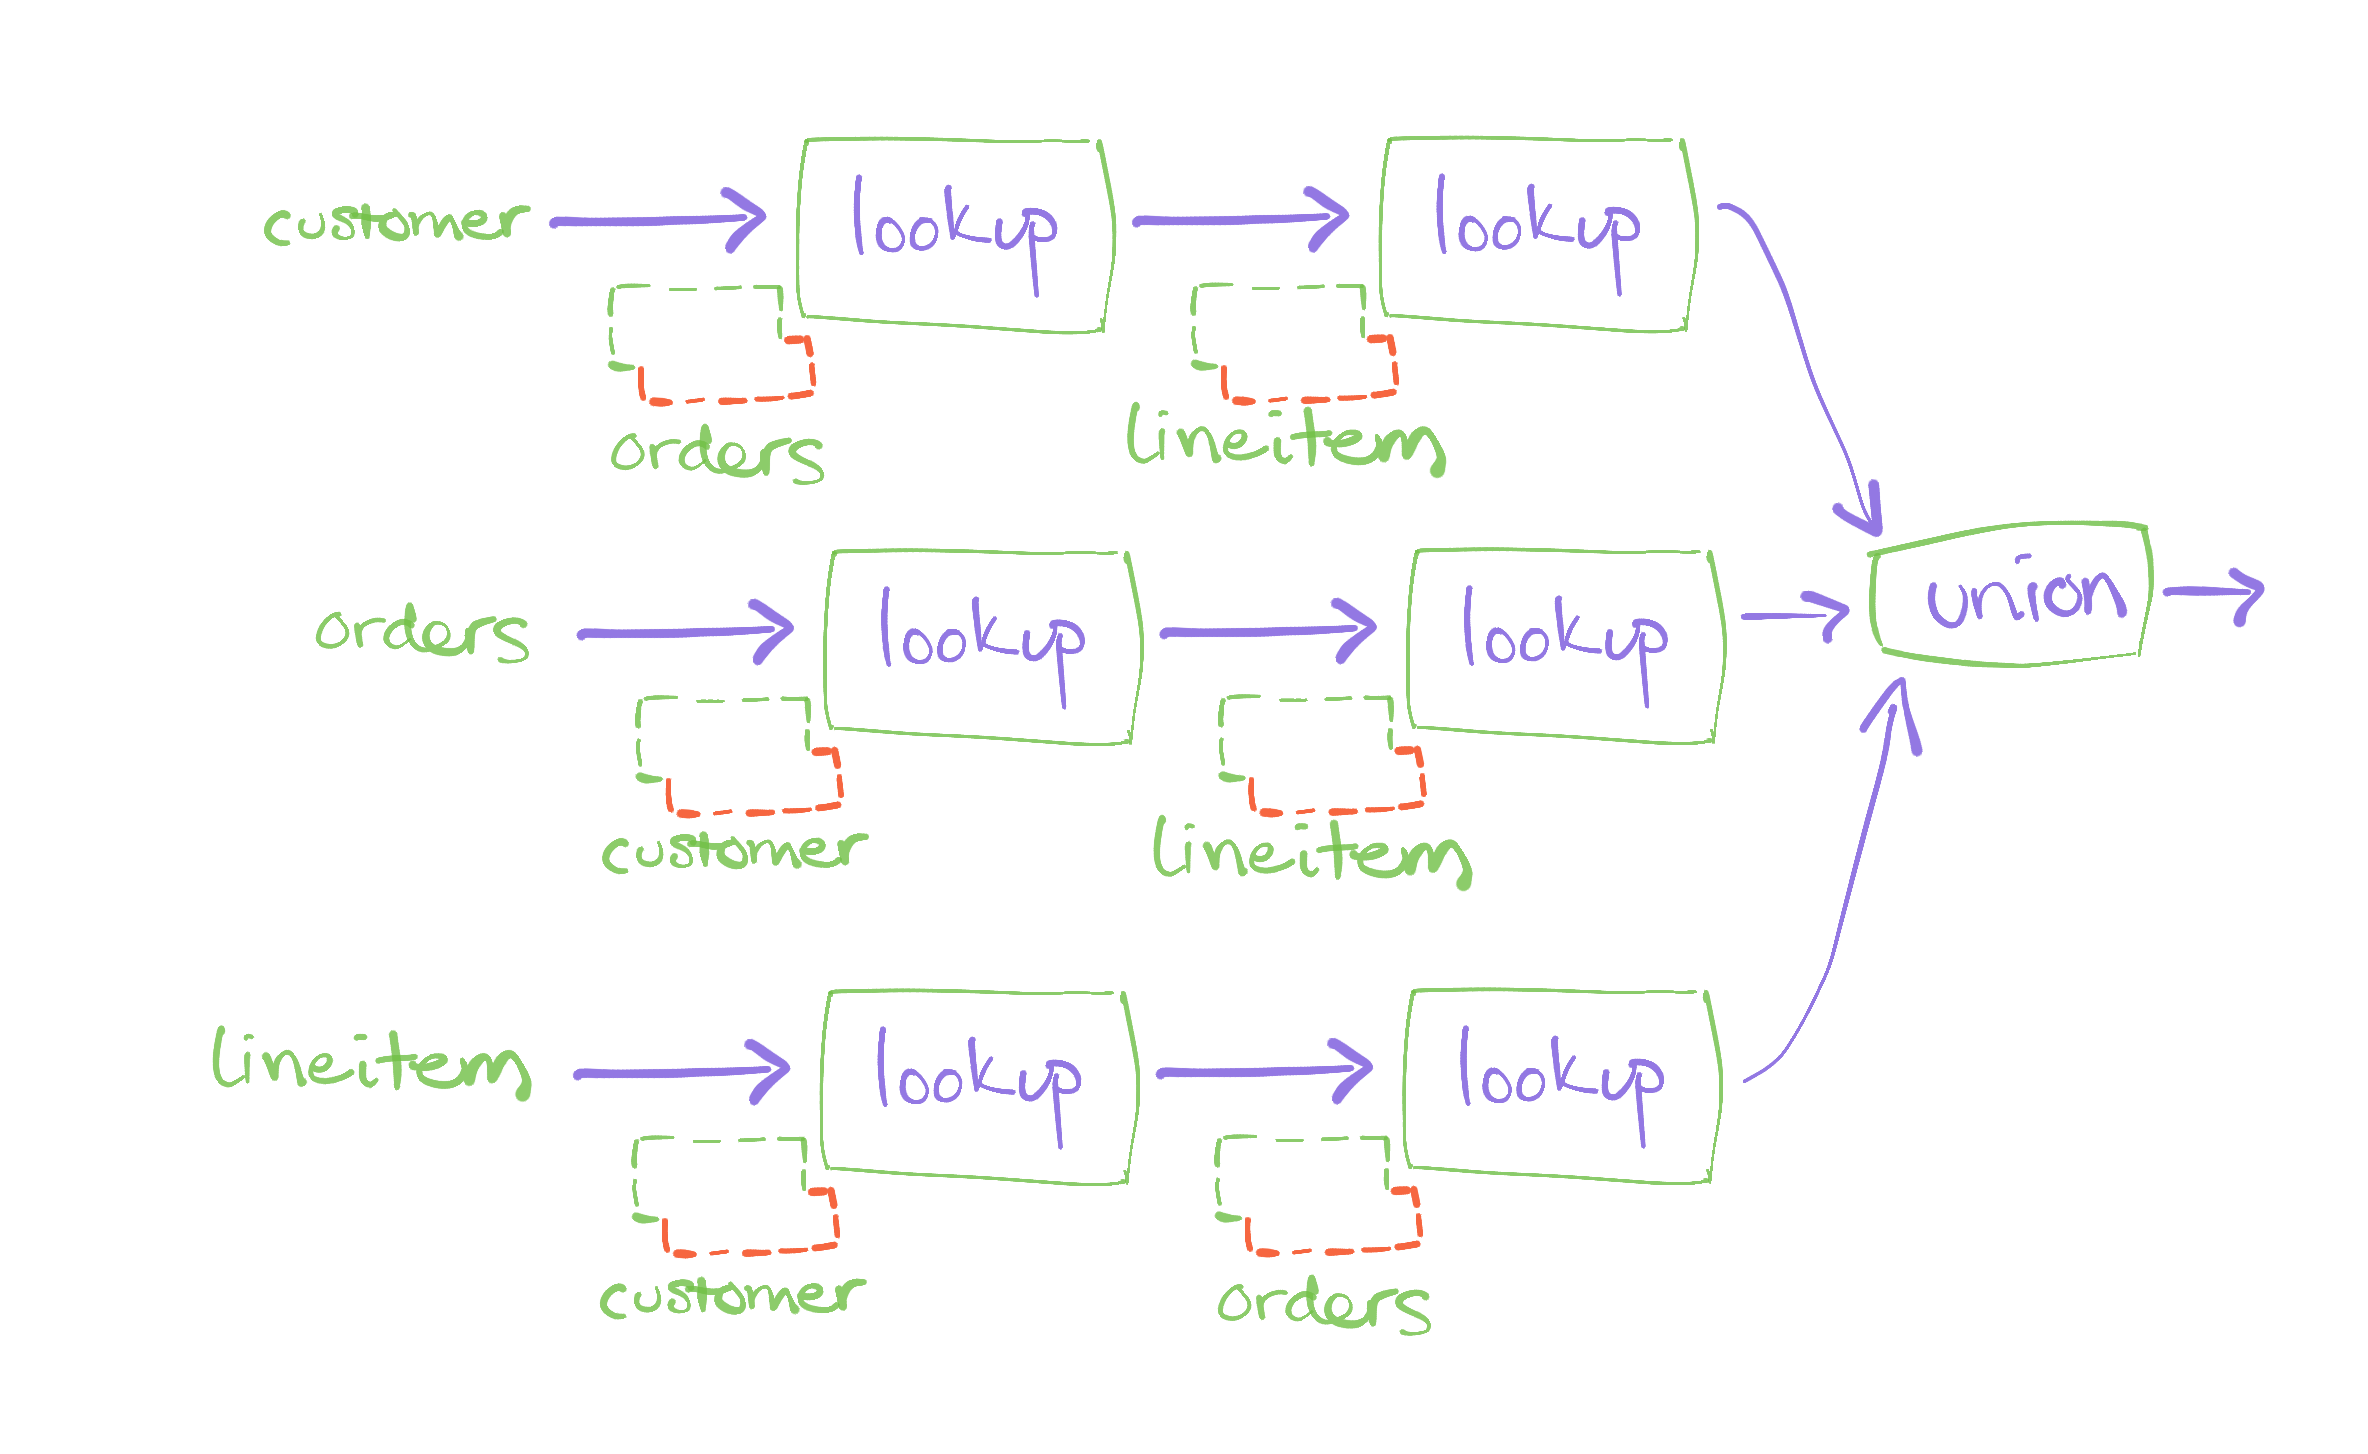 customer lookup lookup
orders lineitem
orders lookup lookup union
customer lineitem
lineitem lookup lookup
customer orders